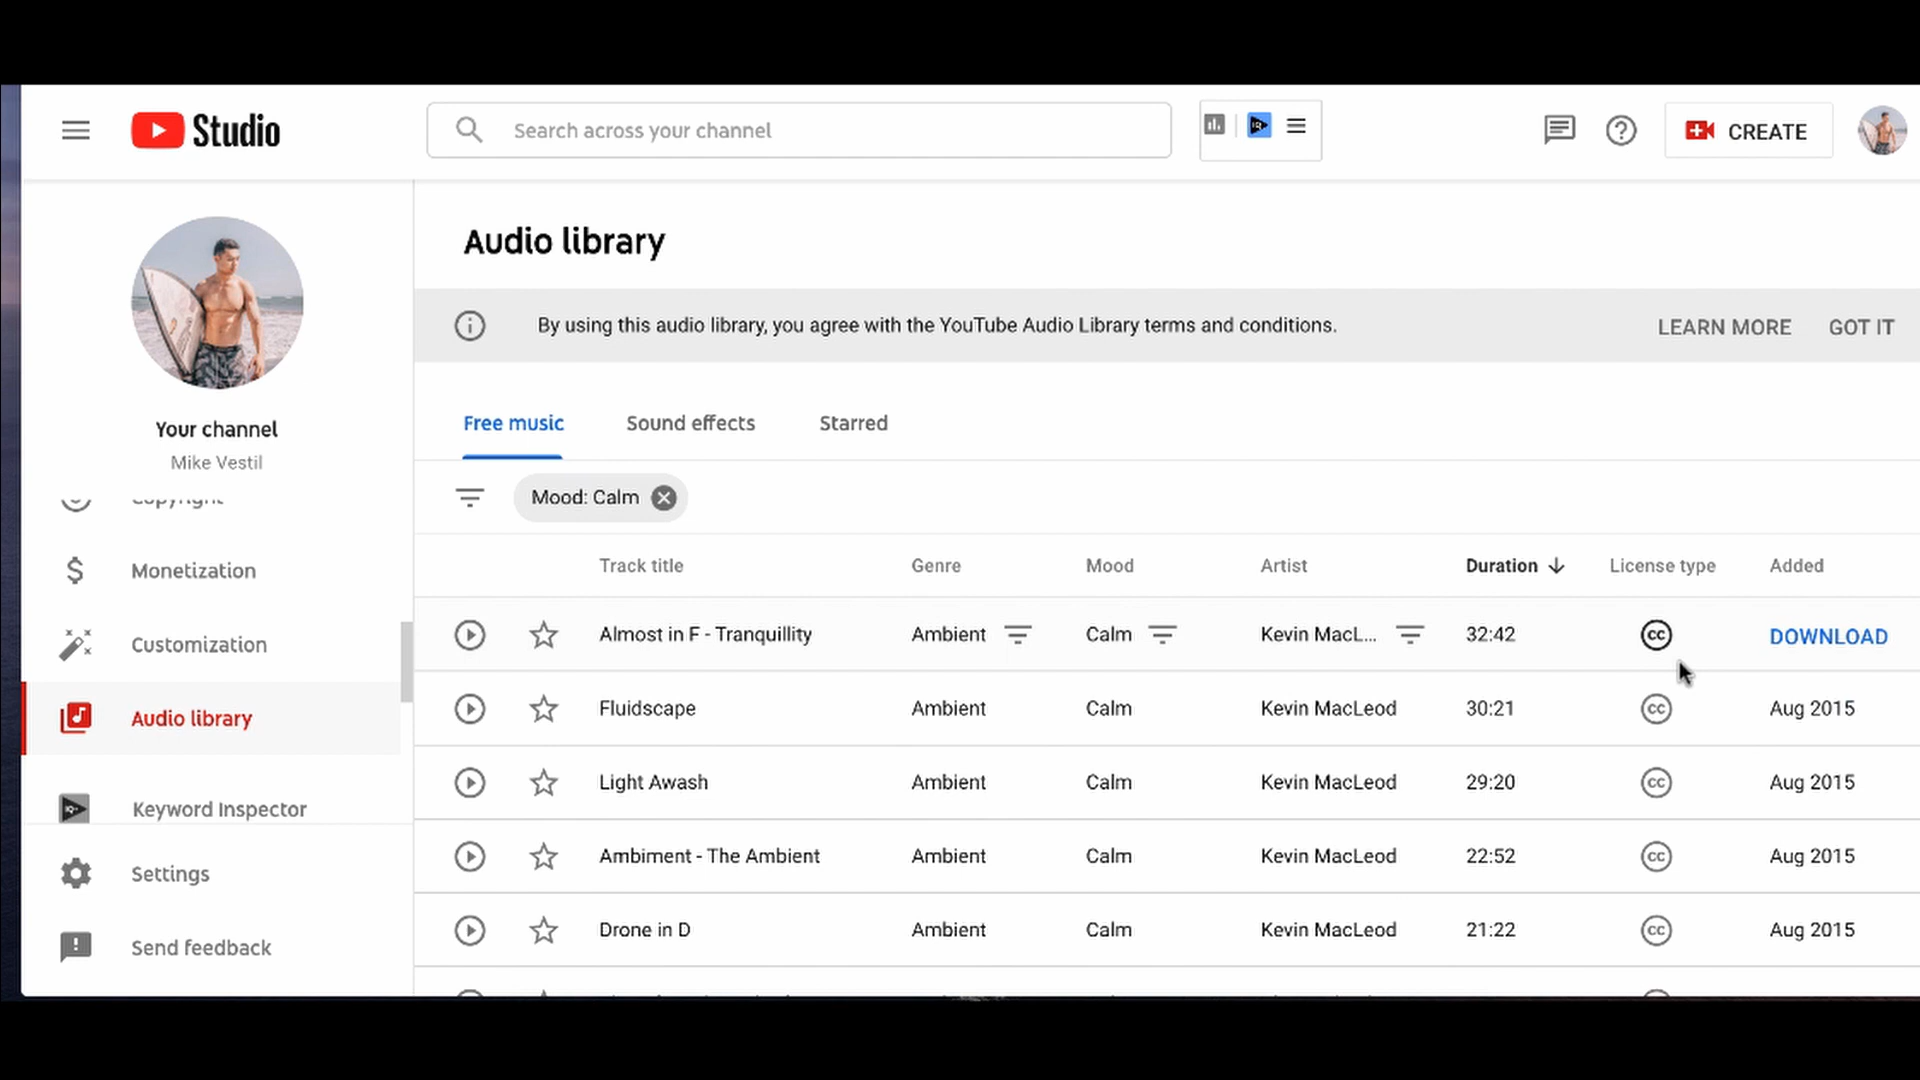 Studio
Search across your channel
CREATE
Audio library
By using this audio library, you agree with the YouTube Audio Library terms and conditions.
LEARN MORE
GOT IT
Your channel
Mike Vestil
Copyright
Monetization
Customization
Audio library
Keyword Inspector
Settings
Send feedback
Free music
Sound effects
Starred
Mood: Calm
Track title Genre Mood Artist Duration License type Added
Almost in F - Tranquillity Ambient Calm Kevin MacL... 32:42 cc DOWNLOAD
Fluidscape Ambient Calm Kevin MacLeod 30:21 cc Aug 2015
Light Awash Ambient Calm Kevin MacLeod 29:20 cc Aug 2015
Ambiment - The Ambient Ambient Calm Kevin MacLeod 22:52 cc Aug 2015
Drone in D Ambient Calm Kevin MacLeod 21:22 cc Aug 2015